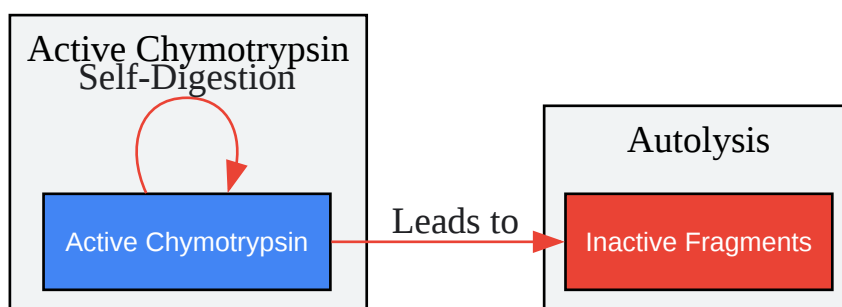 Active Chymotrypsin
Self-Digestion
Active Chymotrypsin
Leads to
Autolysis
Inactive Fragments